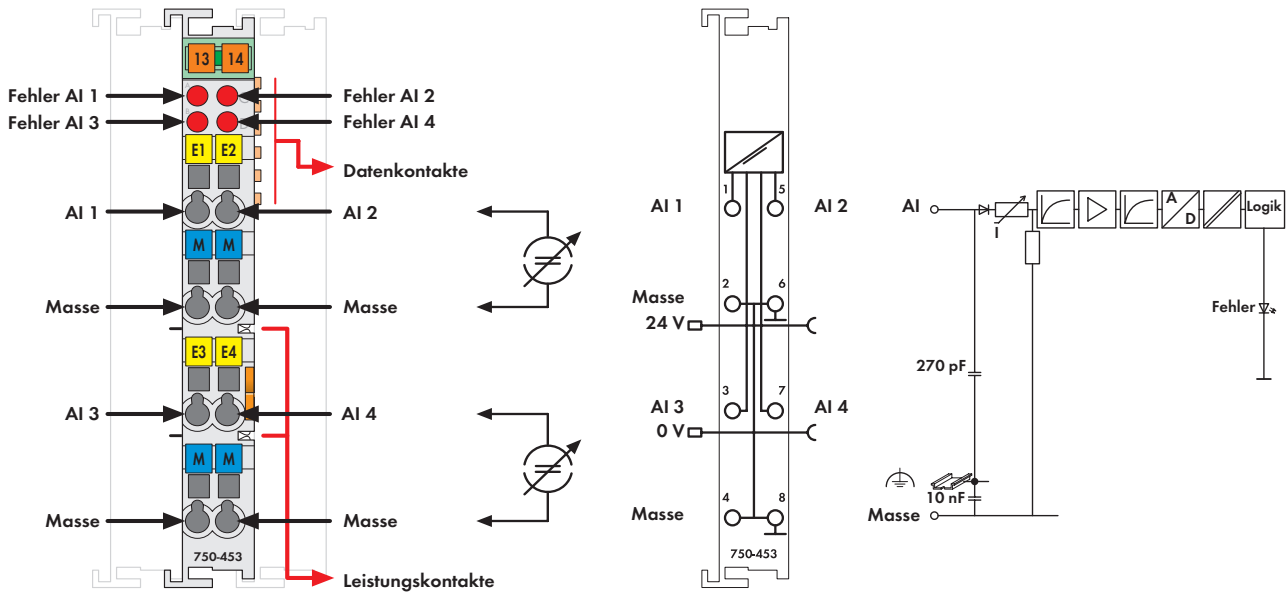 13 14
Fehler AI 1
Fehler AI 2
Fehler AI 3
Fehler AI 4
E1 E2
Datenkontakte
AI 1
AI 2
M M
Masse
Masse
E3 E4
AI 3
AI 4
M M
Masse
Masse
750-453
Leistungskontakte
1 5
AI 1
AI 2
2 6
Masse
24 V
3 7
AI 3
AI 4
0 V
4 8
Masse
750-453
AI
I
A
D
Logik
Fehler
270 pF
10 nF
Masse